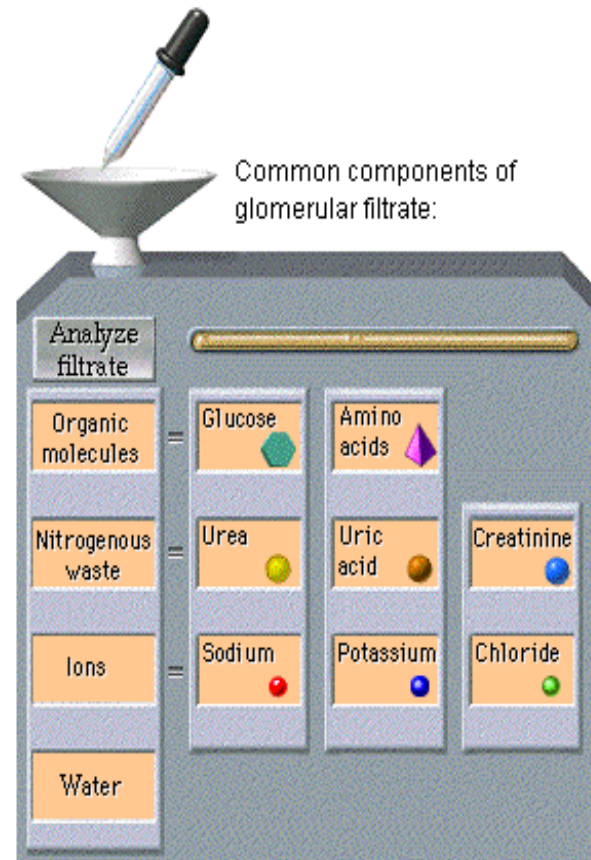 Common components of
glomerular filtrate:
Analyze
filtrate
Organic
molecules
=
Glucose
Amino
acids
Nitrogenous
waste
=
Urea
Uric
acid
Creatinine
Ions
=
Sodium
Potassium
Chloride
Water